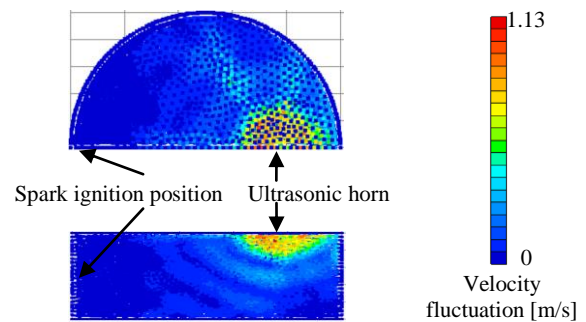 1.13
Spark ignition position
Ultrasonic horn
0
Velocity
fluctuation [m/s]